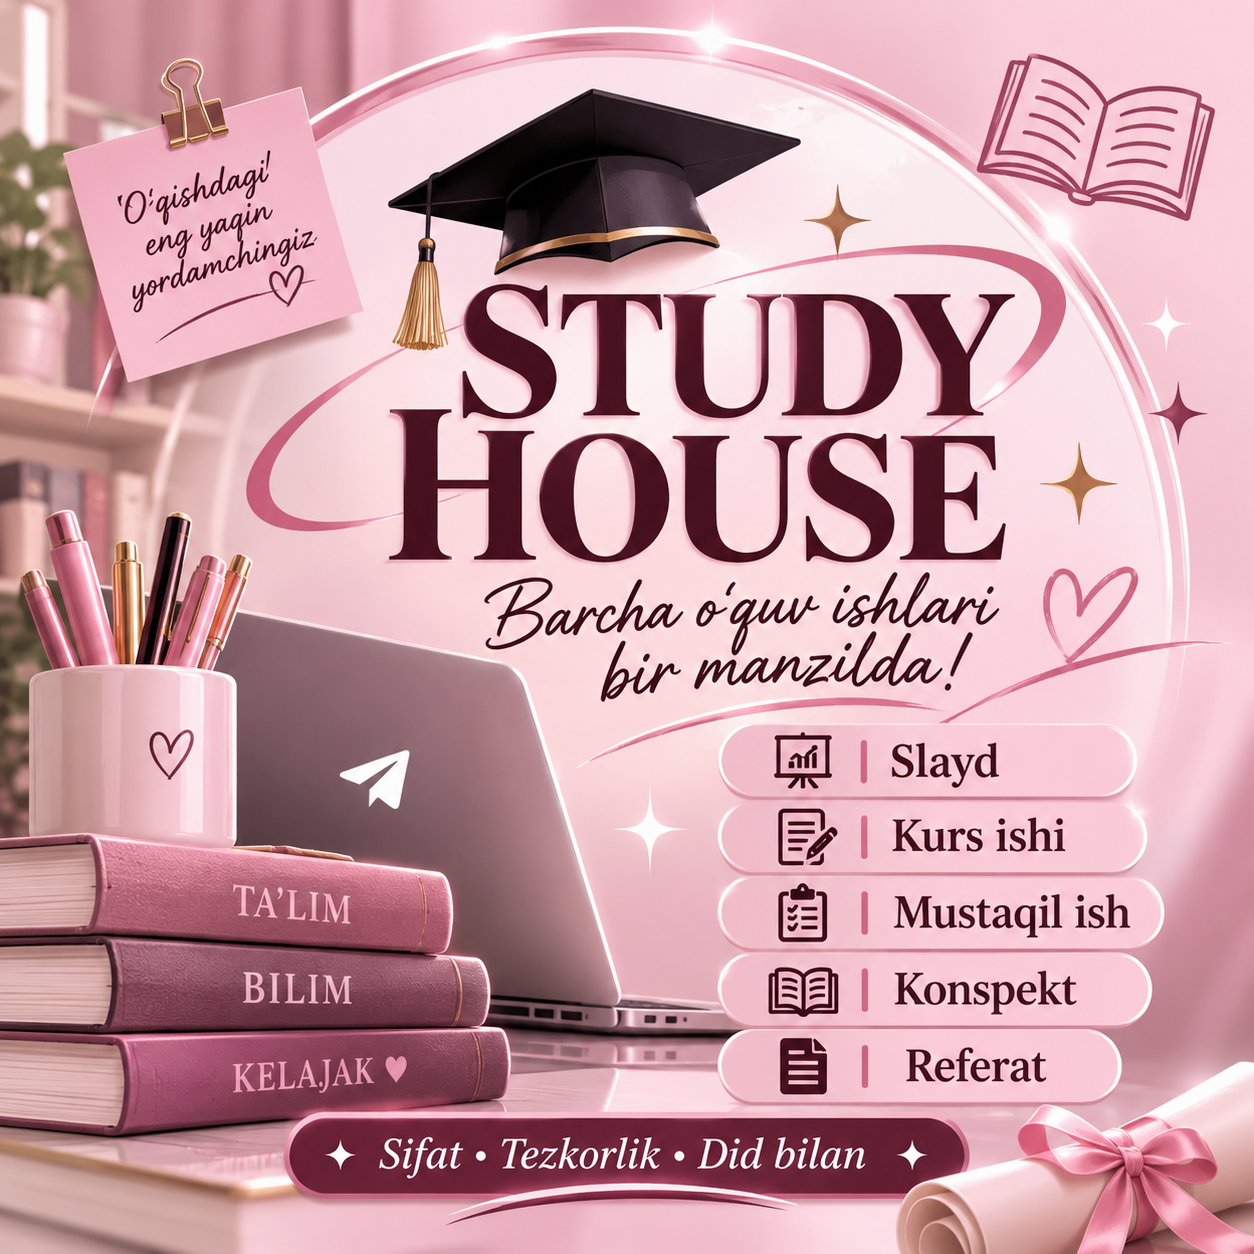 'O'qishdagi'
eng yaqin
yordamchingiz
STUDY
HOUSE
Barcha o'quv ishlari
bir manzilda!
Slayd
Kurs ishi
Mustaqil ish
Konspekt
Referat
TA'LIM
BILIM
KELAJAK
Sifat • Tezkorlik • Did bilan